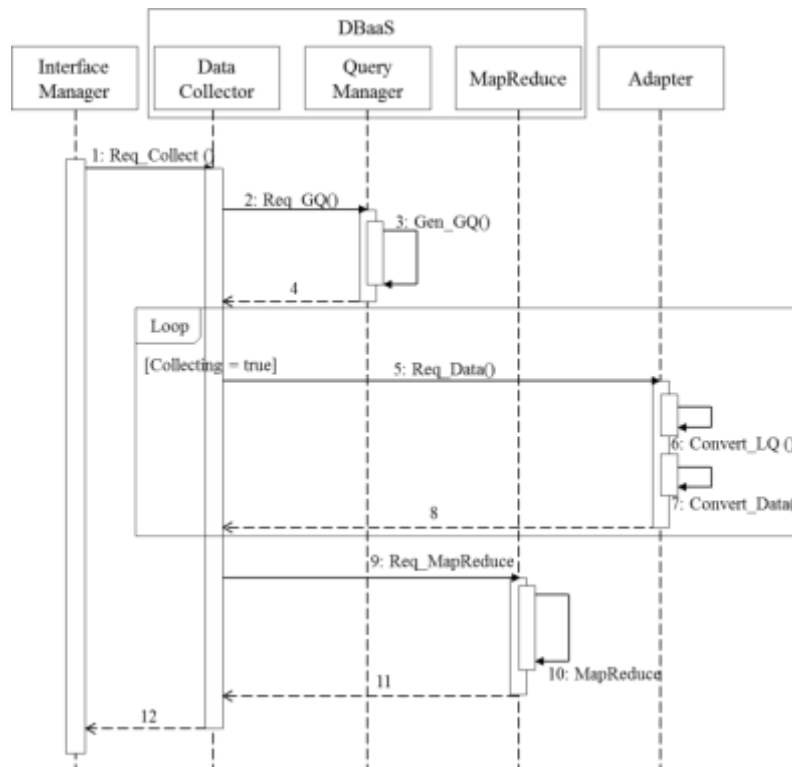 DBaaS
Interface
Manager
Data
Collector
Query
Manager
MapReduce
Adapter
1: Req_Collect ()
2: Req_GQ()
3: Gen_GQ()
4
Loop
[Collecting = true]
5: Req_Data()
6: Convert_LQ ()
7: Convert_Data(
8
9: Req_MapReduce
10: MapReduce
11
12